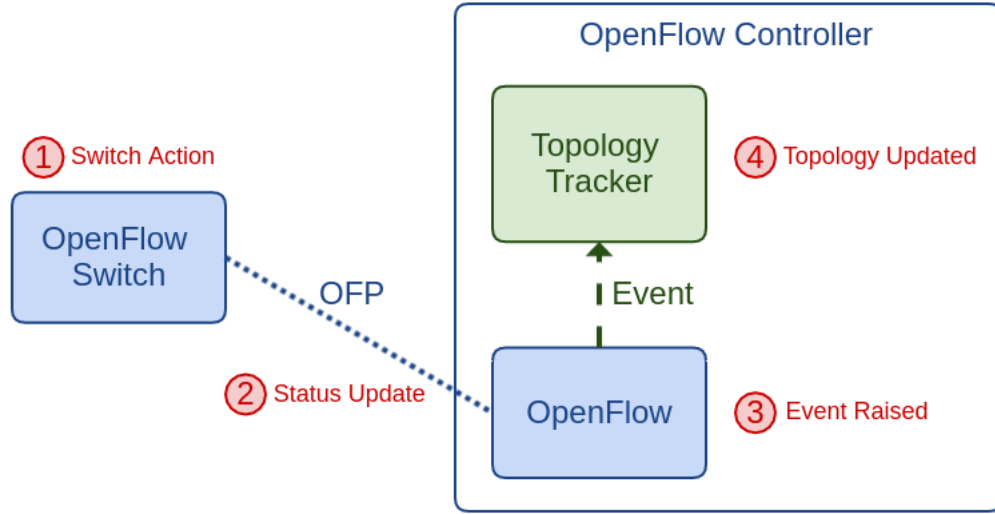 OpenFlow Controller
1 Switch Action
OpenFlow
Switch
OFP
2 Status Update
Topology
Tracker
4 Topology Updated
Event
OpenFlow
3 Event Raised